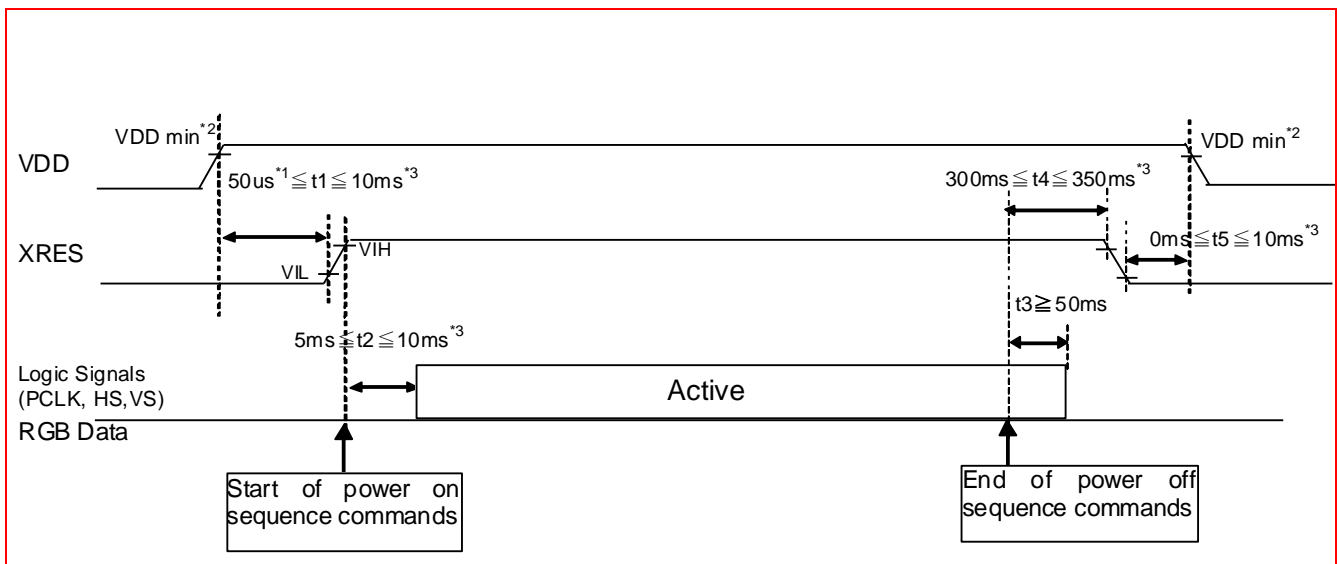 VDD min*2
VDD min*2
VDD
50us*1≦t1≦10ms*3
300ms≦t4≦350ms*3
XRES
VIH
0ms≦t5≦10ms*3
VIL
t3≧50ms
5ms≦t2≦10ms*3
Logic Signals
(PCLK, HS,VS)
Active
RGB Data
Start of power on
sequence commands
End of power off
sequence commands